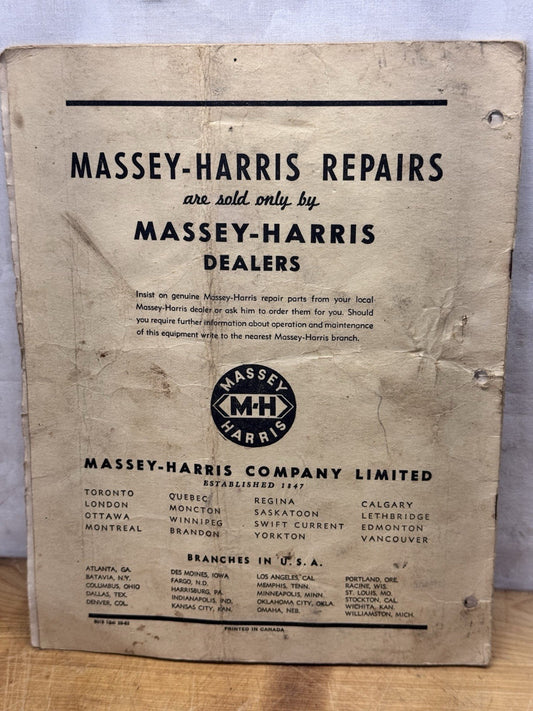 MASSEY-HARRIS REPAIRS
are sold only by
MASSEY-HARRIS
DEALERS
Insist on genuine Massey-Harris repair parts from your local
Massey-Harris dealer or ask him to order them for you. Should
you require further information about operation and maintenance
of this equipment write to the nearest Massey-Harris branch.
MASSEY
M-H
HARRIS
MASSEY-HARRIS COMPANY LIMITED
ESTABLISHED 1847
TORONTO QUEBEC REGINA CALGARY
LONDON MONCTON SASKATOON LETHBRIDGE
OTTAWA WINNIPEG SWIFT CURRENT EDMONTON
MONTREAL BRANDON YORKTON VANCOUVER
BRANCHES IN U.S.A.
ATLANTA, GA. DES MOINES, IOWA LOS ANGELES, CAL. PORTLAND, ORE.
BATAVIA, N.Y. FARGO, N.D. MEMPHIS, TENN. RACINE, WIS.
COLUMBUS, OHIO HARRISBURG, PA. MINNEAPOLIS, MINN. ST. LOUIS, MO.
DALLAS, TEX. INDIANAPOLIS, IND. OKLAHOMA CITY, OKLA. STOCKTON, CAL.
DENVER, COL. KANSAS CITY, KAN. OMAHA, NEB. WICHITA, KAN.
WILLIAMSTON, MICH.
PRINTED IN CANADA